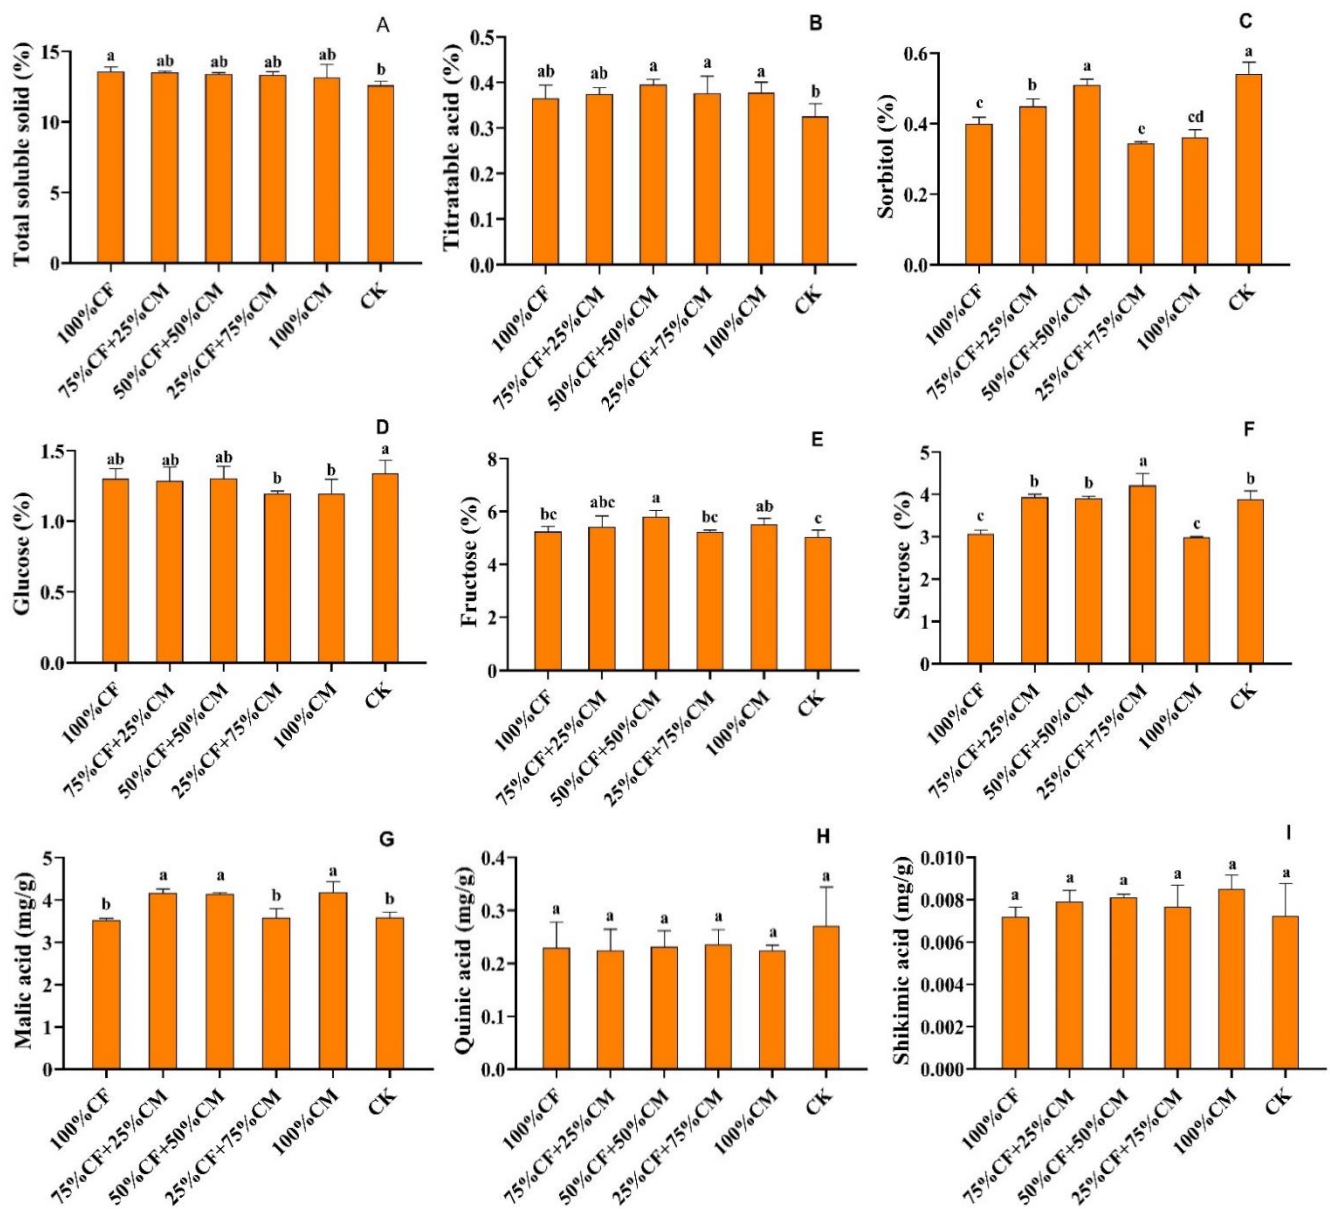 A
Total soluble solid (%)
15
10
5
0
a
ab
ab
ab
ab
b
100%CF
75%CF+25%CM
50%CF+50%CM
25%CF+75%CM
100%CM
CK
B
Titratable acid (%)
0.5
0.4
0.3
0.2
0.1
0.0
ab
ab
a
a
a
b
100%CF
75%CF+25%CM
50%CF+50%CM
25%CF+75%CM
100%CM
CK
C
Sorbitol (%)
0.6
0.4
0.2
0.0
c
b
a
e
cd
a
100%CF
75%CF+25%CM
50%CF+50%CM
25%CF+75%CM
100%CM
CK
D
Glucose (%)
1.5
1.0
0.5
0.0
ab
ab
ab
b
b
a
100%CF
75%CF+25%CM
50%CF+50%CM
25%CF+75%CM
100%CM
CK
E
Fructose (%)
8
6
4
2
0
bc
abc
a
bc
ab
c
100%CF
75%CF+25%CM
50%CF+50%CM
25%CF+75%CM
100%CM
CK
F
Sucrose (%)
5
4
3
2
1
0
c
b
b
a
c
b
100%CF
75%CF+25%CM
50%CF+50%CM
25%CF+75%CM
100%CM
CK
G
Malic acid (mg/g)
5
4
3
2
1
0
b
a
a
b
a
b
100%CF
75%CF+25%CM
50%CF+50%CM
25%CF+75%CM
100%CM
CK
H
Quinic acid (mg/g)
0.4
0.3
0.2
0.1
0.0
a
a
a
a
a
a
100%CF
75%CF+25%CM
50%CF+50%CM
25%CF+75%CM
100%CM
CK
I
Shikimic acid (mg/g)
0.010
0.008
0.006
0.004
0.002
0.000
a
a
a
a
a
a
100%CF
75%CF+25%CM
50%CF+50%CM
25%CF+75%CM
100%CM
CK